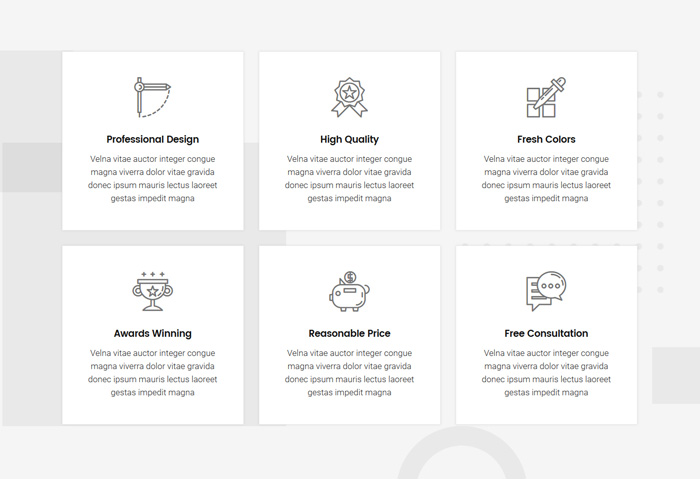 Professional Design
Velna vitae auctor integer congue
magna viverra dolor vitae gravida
donec ipsum mauris lectus laoreet
gestas impedit magna
High Quality
Velna vitae auctor integer congue
magna viverra dolor vitae gravida
donec ipsum mauris lectus laoreet
gestas impedit magna
Fresh Colors
Velna vitae auctor integer congue
magna viverra dolor vitae gravida
donec ipsum mauris lectus laoreet
gestas impedit magna
Awards Winning
Velna vitae auctor integer congue
magna viverra dolor vitae gravida
donec ipsum mauris lectus laoreet
gestas impedit magna
Reasonable Price
Velna vitae auctor integer congue
magna viverra dolor vitae gravida
donec ipsum mauris lectus laoreet
gestas impedit magna
Free Consultation
Velna vitae auctor integer congue
magna viverra dolor vitae gravida
donec ipsum mauris lectus laoreet
gestas impedit magna